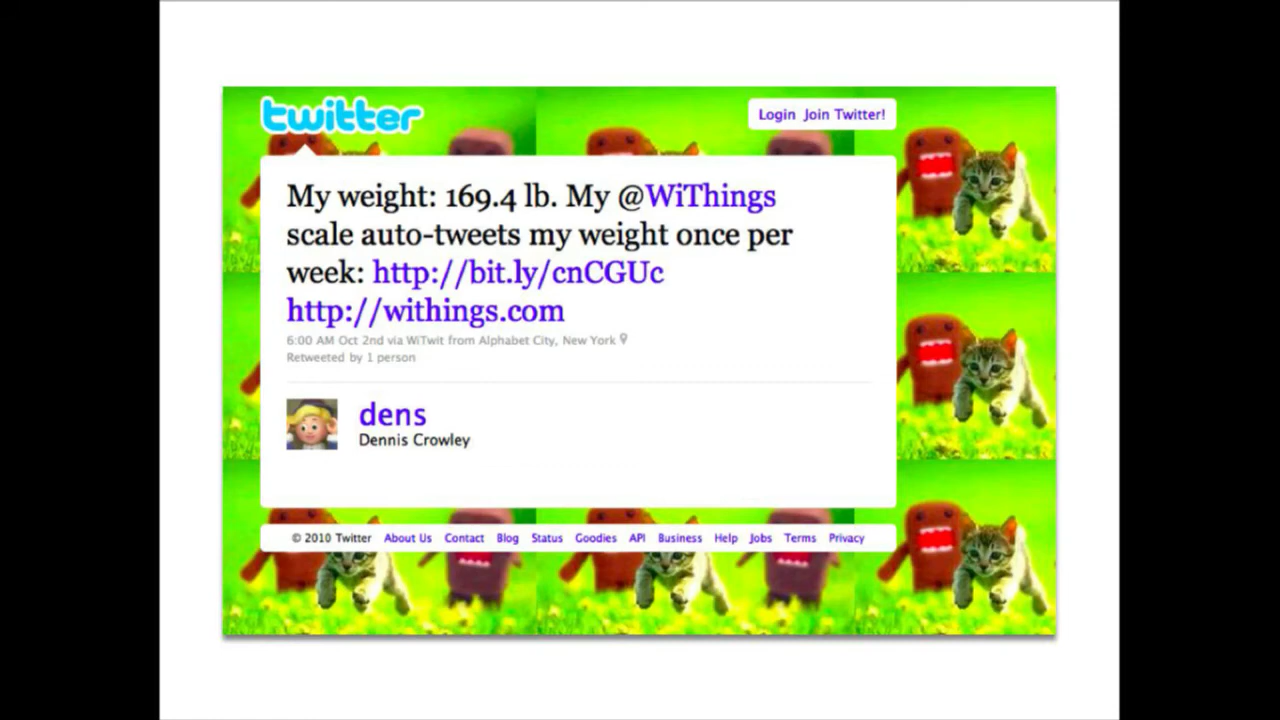 twitter
Login Join Twitter!
My weight: 169.4 lb. My @WiThings
scale auto-tweets my weight once per
week: http://bit.ly/cnCGUc
http://withings.com
6:00 AM Oct 2nd via WiTwit from Alphabet City, New York
Retweeted by 1 person
dens
Dennis Crowley
© 2010 Twitter About Us Contact Blog Status Goodies API Business Help Jobs Terms Privacy